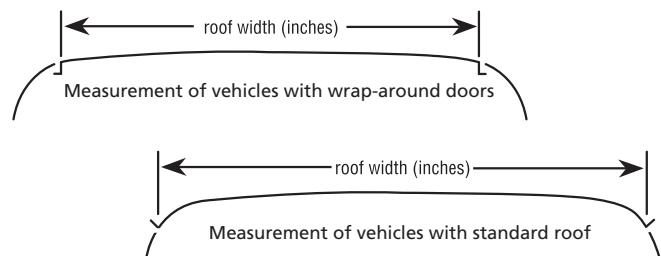 roof width (inches)
Measurement of vehicles with wrap-around doors
roof width (inches)
Measurement of vehicles with standard roof